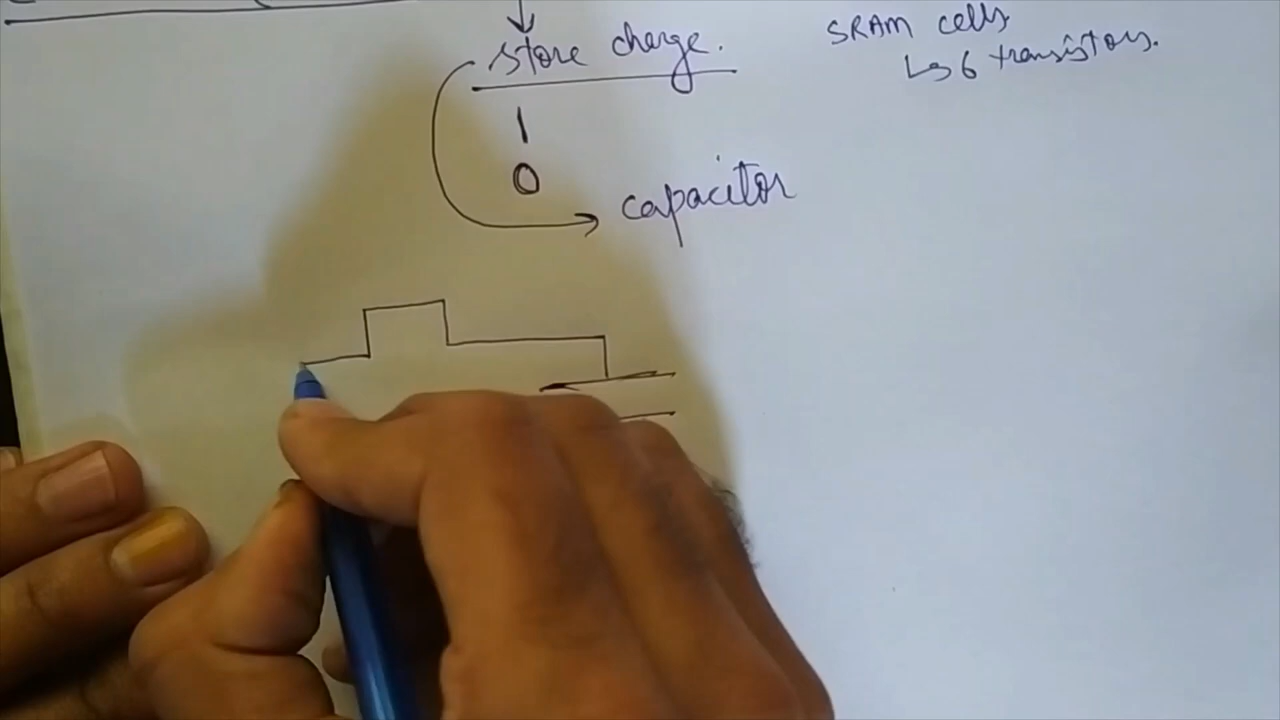 store charge.
1
0
capacitor
SRAM cells
↳ 6 transistors.